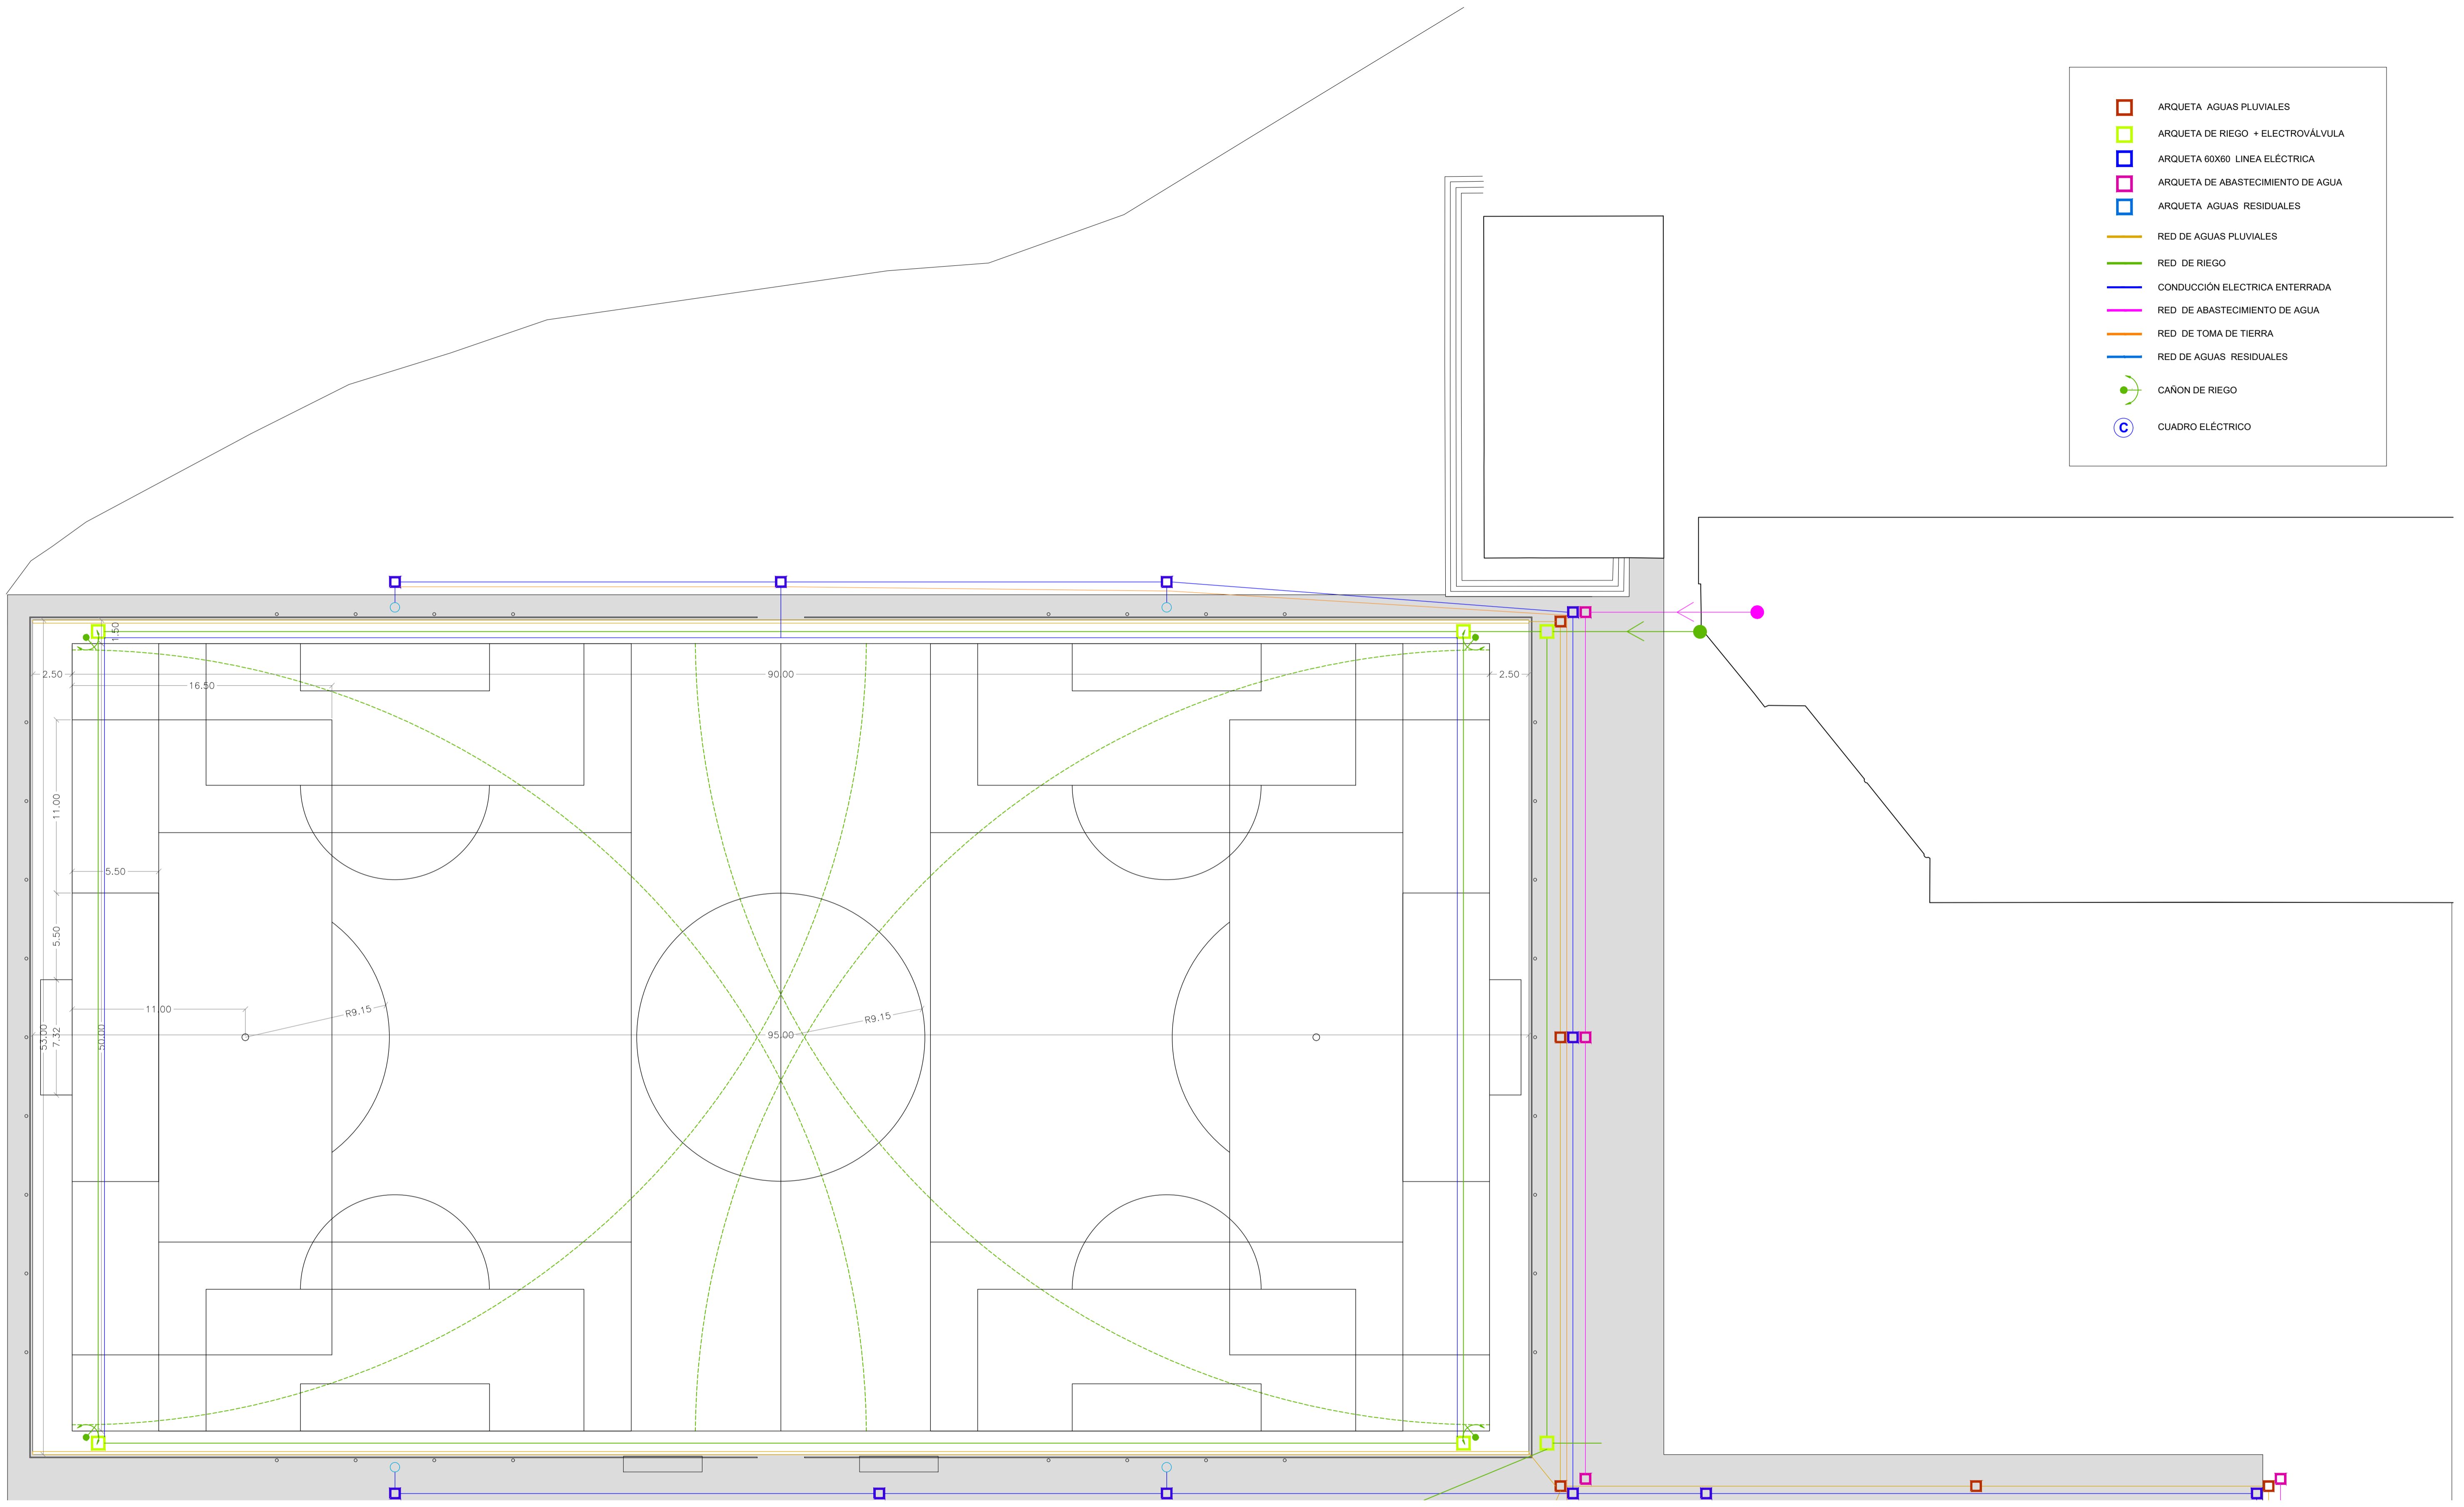 ARQUETA AGUAS PLUVIALES
ARQUETA DE RIEGO + ELECTROVÁLVULA
ARQUETA 60X60 LINEA ELÉCTRICA
ARQUETA DE ABASTECIMIENTO DE AGUA
ARQUETA AGUAS RESIDUALES
RED DE AGUAS PLUVIALES
RED DE RIEGO
CONDUCCIÓN ELECTRICA ENTERRADA
RED DE ABASTECIMIENTO DE AGUA
RED DE TOMA DE TIERRA
RED DE AGUAS RESIDUALES
CAÑON DE RIEGO
C CUADRO ELÉCTRICO
1.50
2.50
90.00
2.50
16.50
11.00
5.50
5.50
11.00
R9.15
R9.15
53.00
7.32
50.00
95.00